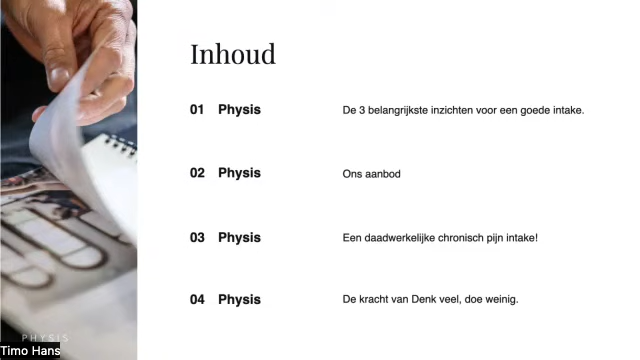 Inhoud
01 Physis De 3 belangrijkste inzichten voor een goede intake.
02 Physis Ons aanbod
03 Physis Een daadwerkelijke chronisch pijn intake!
04 Physis De kracht van Denk veel, doe weinig.
PHYSIS
Timo Hans